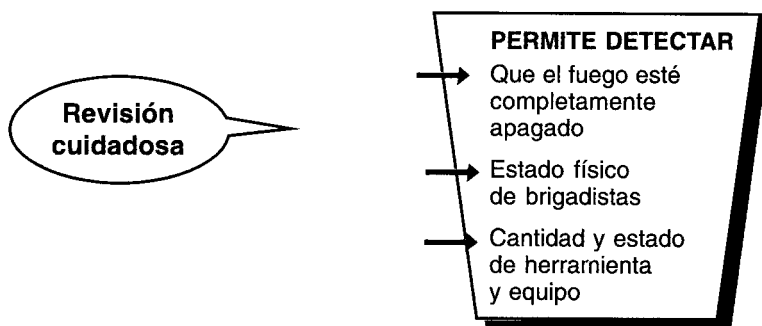 Revisión
cuidadosa
PERMITE DETECTAR
Que el fuego esté
completamente
apagado
Estado físico
de brigadistas
Cantidad y estado
de herramienta
y equipo